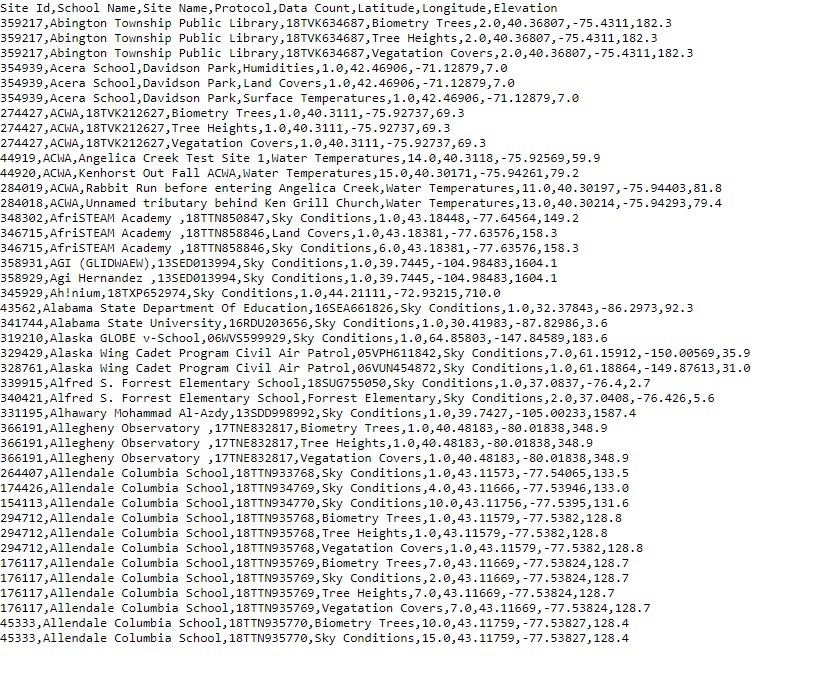 Site Id,School Name,Site Name,Protocol,Data Count,Latitude,Longitude,Elevation
359217,Abington Township Public Library,18TVK634687,Biometry Trees,2.0,40.36807,-75.4311,182.3
359217,Abington Township Public Library,18TVK634687,Tree Heights,2.0,40.36807,-75.4311,182.3
359217,Abington Township Public Library,18TVK634687,Vegatation Covers,2.0,40.36807,-75.4311,182.3
354939,Acera School,Davidson Park,Humidities,1.0,42.46906,-71.12879,7.0
354939,Acera School,Davidson Park,Land Covers,1.0,42.46906,-71.12879,7.0
354939,Acera School,Davidson Park,Surface Temperatures,1.0,42.46906,-71.12879,7.0
274427,ACWA,18TVK212627,Biometry Trees,1.0,40.3111,-75.92737,69.3
274427,ACWA,18TVK212627,Tree Heights,1.0,40.3111,-75.92737,69.3
274427,ACWA,18TVK212627,Vegatation Covers,1.0,40.3111,-75.92737,69.3
44919,ACWA,Angelica Creek Test Site 1,Water Temperatures,14.0,40.3118,-75.92569,59.9
44920,ACWA,Kenhorst Out Fall ACWA,Water Temperatures,15.0,40.30171,-75.94261,79.2
284019,ACWA,Rabbit Run before entering Angelica Creek,Water Temperatures,11.0,40.30197,-75.94403,81.8
284018,ACWA,Unnamed tributary behind Ken Grill Church,Water Temperatures,13.0,40.30214,-75.94293,79.4
348302,AfriSTEAM Academy ,18TTN850847,Sky Conditions,1.0,43.18448,-77.64564,149.2
346715,AfriSTEAM Academy ,18TTN858846,Land Covers,1.0,43.18381,-77.63576,158.3
346715,AfriSTEAM Academy ,18TTN858846,Sky Conditions,6.0,43.18381,-77.63576,158.3
358931,AGI (GLIDWAEW),13SED013994,Sky Conditions,1.0,39.7445,-104.98483,1604.1
358929,Agi Hernandez ,13SED013994,Sky Conditions,1.0,39.7445,-104.98483,1604.1
345929,Ah!nium,18TXP652974,Sky Conditions,1.0,44.21111,-72.93215,710.0
43562,Alabama State Department Of Education,16SEA661826,Sky Conditions,1.0,32.37843,-86.2973,92.3
341744,Alabama State University,16RDU203656,Sky Conditions,1.0,30.41983,-87.82986,3.6
319210,Alaska GLOBE v-School,06WVS599929,Sky Conditions,1.0,64.85803,-147.84589,183.6
329429,Alaska Wing Cadet Program Civil Air Patrol,05VPH611842,Sky Conditions,7.0,61.15912,-150.00569,35.9
328761,Alaska Wing Cadet Program Civil Air Patrol,06VUN454872,Sky Conditions,1.0,61.18864,-149.87613,31.0
339915,Alfred S. Forrest Elementary School,18SUG755050,Sky Conditions,1.0,37.0837,-76.4,2.7
340421,Alfred S. Forrest Elementary School,Forrest Elementary,Sky Conditions,2.0,37.0408,-76.426,5.6
331195,Alhawary Mohammad Al-Azdy,13SDD998992,Sky Conditions,1.0,39.7427,-105.00233,1587.4
366191,Allegheny Observatory ,17TNE832817,Biometry Trees,1.0,40.48183,-80.01838,348.9
366191,Allegheny Observatory ,17TNE832817,Tree Heights,1.0,40.48183,-80.01838,348.9
366191,Allegheny Observatory ,17TNE832817,Vegatation Covers,1.0,40.48183,-80.01838,348.9
264407,Allendale Columbia School,18TTN933768,Sky Conditions,1.0,43.11573,-77.54065,133.5
174426,Allendale Columbia School,18TTN934769,Sky Conditions,4.0,43.11666,-77.53946,133.0
154113,Allendale Columbia School,18TTN934770,Sky Conditions,10.0,43.11756,-77.5395,131.6
294712,Allendale Columbia School,18TTN935768,Biometry Trees,1.0,43.11579,-77.5382,128.8
294712,Allendale Columbia School,18TTN935768,Tree Heights,1.0,43.11579,-77.5382,128.8
294712,Allendale Columbia School,18TTN935768,Vegatation Covers,1.0,43.11579,-77.5382,128.8
176117,Allendale Columbia School,18TTN935769,Biometry Trees,7.0,43.11669,-77.53824,128.7
176117,Allendale Columbia School,18TTN935769,Sky Conditions,2.0,43.11669,-77.53824,128.7
176117,Allendale Columbia School,18TTN935769,Tree Heights,7.0,43.11669,-77.53824,128.7
176117,Allendale Columbia School,18TTN935769,Vegatation Covers,7.0,43.11669,-77.53824,128.7
45333,Allendale Columbia School,18TTN935770,Biometry Trees,10.0,43.11759,-77.53827,128.4
45333,Allendale Columbia School,18TTN935770,Sky Conditions,15.0,43.11759,-77.53827,128.4